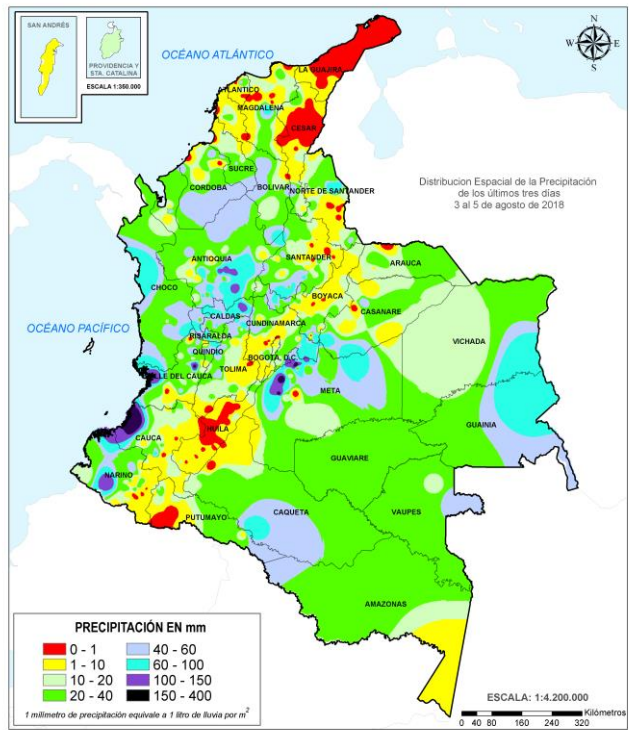 SAN ANDRÉS
PROVIDENCIA Y
STA. CATALINA
ESCALA 1:350.000
OCÉANO ATLÁNTICO
N
W
E
S
LA GUAJIRA
ATLANTICO
MAGDALENA
CESAR
SUCRE
CORDOBA
BOLIVAR
NORTE DE SANTANDER
Distribucion Espacial de la Precipitación
de los últimos tres días
3 al 5 de agosto de 2018
ANTIOQUIA
SANTANDER
ARAUCA
CHOCO
BOYACA
CASANARE
OCÉANO PACÍFICO
CALDAS
CUNDINAMARCA
RISARALDA
VICHADA
QUINDIO
BOGOTA, D.C.
TOLIMA
VALLE DEL CAUCA
META
GUAINIA
CAUCA
HUILA
GUAVIARE
NARIÑO
CAQUETA
VAUPES
PUTUMAYO
AMAZONAS
PRECIPITACIÓN EN mm
0 - 1
40 - 60
1 - 10
60 - 100
10 - 20
100 - 150
20 - 40
150 - 400
1 milimetro de precipitación equivale a 1 litro de lluvia por m²
ESCALA: 1:4.200.000
Kilómetros
0 40 80 160 240 320